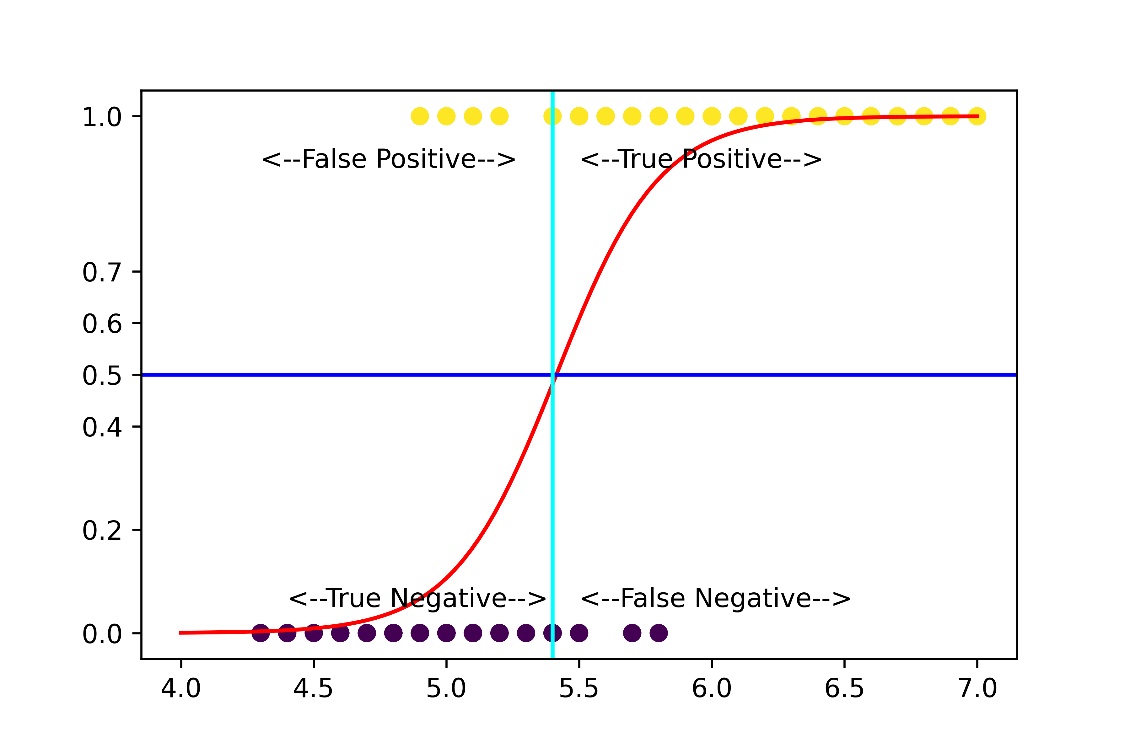 1.0
<--False Positive--> <--True Positive-->
0.7
0.6
0.5
0.4
0.2
<--True Negative--> <--False Negative-->
0.0
4.0 4.5 5.0 5.5 6.0 6.5 7.0